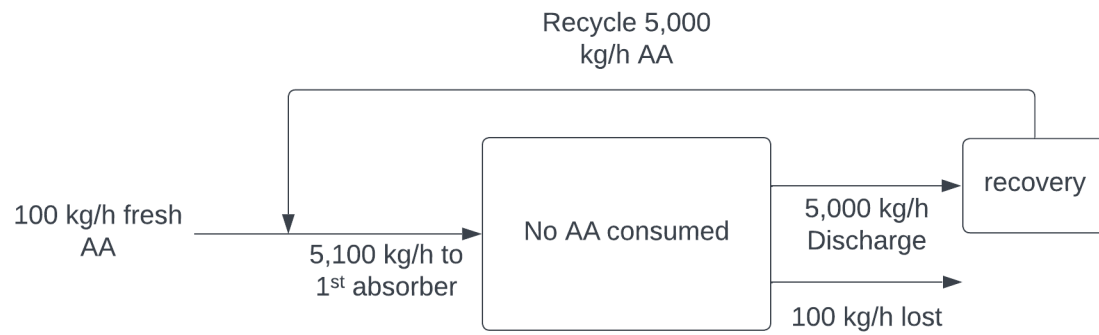 Recycle 5,000
kg/h AA
100 kg/h fresh
AA
5,100 kg/h to
1st absorber
No AA consumed
5,000 kg/h
Discharge
100 kg/h lost
recovery